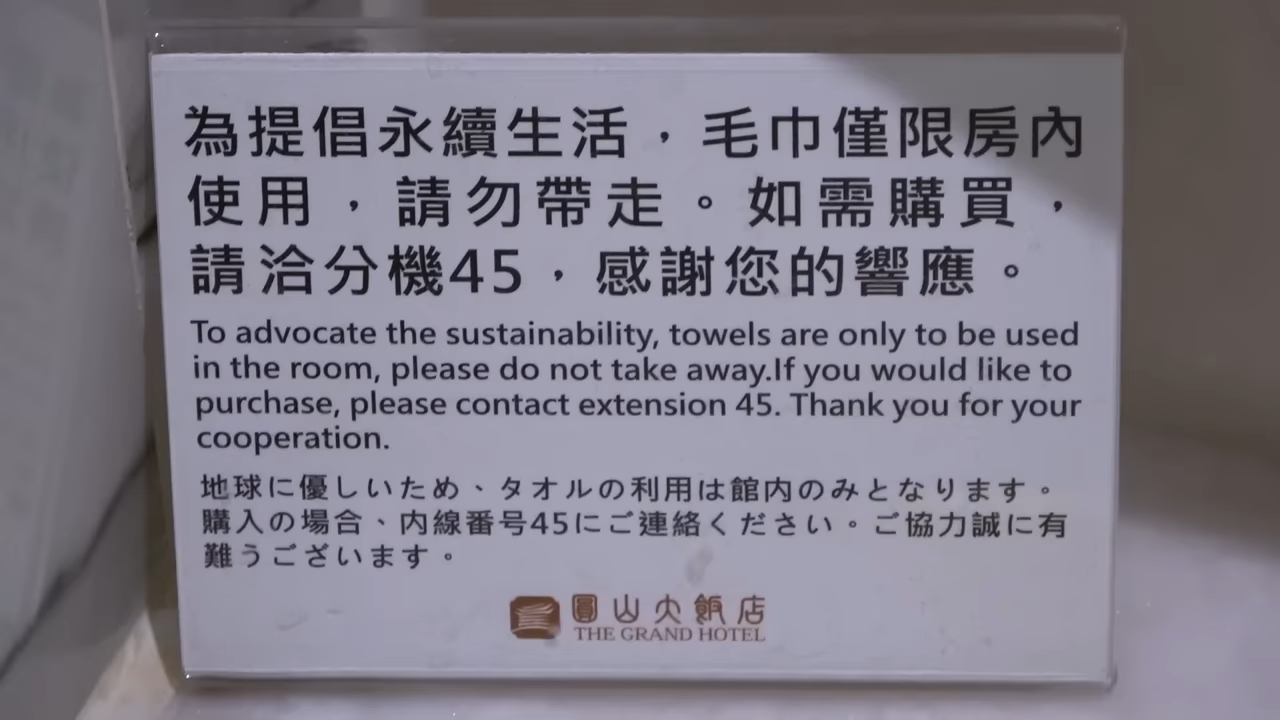 為提倡永續生活，毛巾僅限房內
使用，請勿帶走。如需購買，
請洽分機45，感謝您的響應。
To advocate the sustainability, towels are only to be used
in the room, please do not take away.If you would like to
purchase, please contact extension 45. Thank you for your
cooperation.
地球に優しいため、タオルの利用は館内のみとなります。
購入の場合、内線番号45にご連絡ください。ご協力誠に有
難うございます。
圓山大飯店
THE GRAND HOTEL